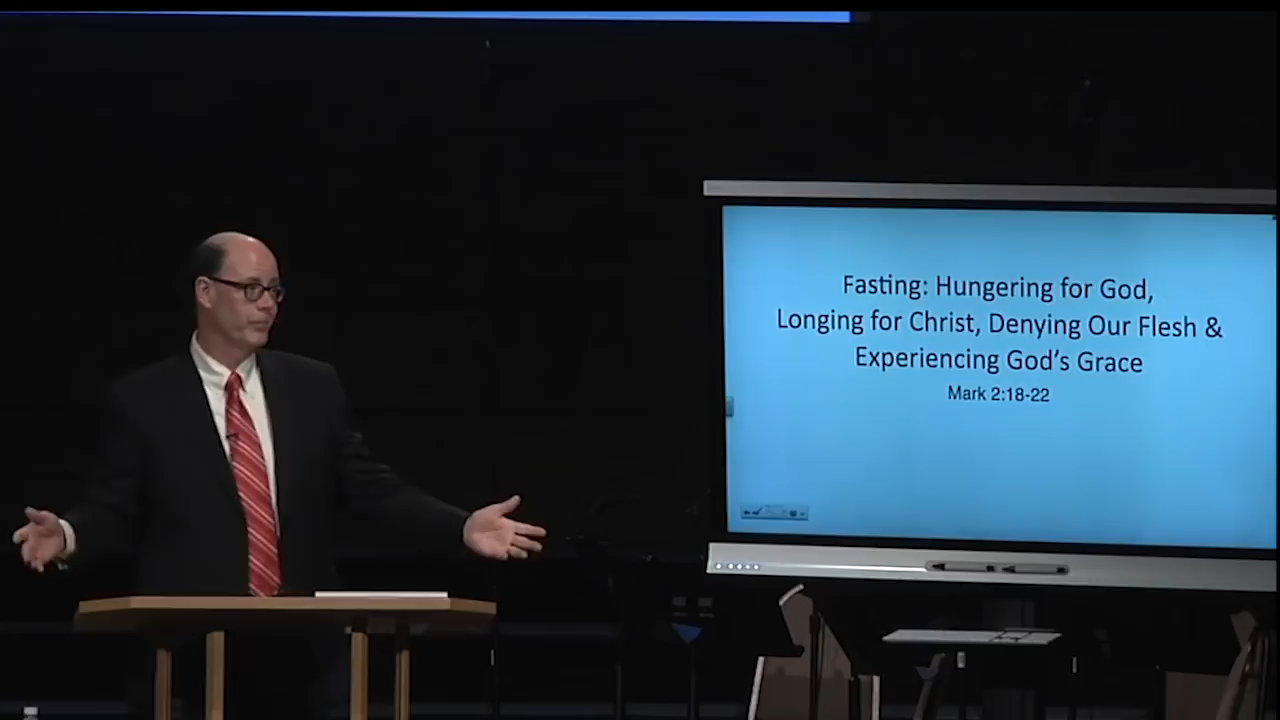 Fasting: Hungering for God,
Longing for Christ, Denying Our Flesh &
Experiencing God's Grace
Mark 2:18-22